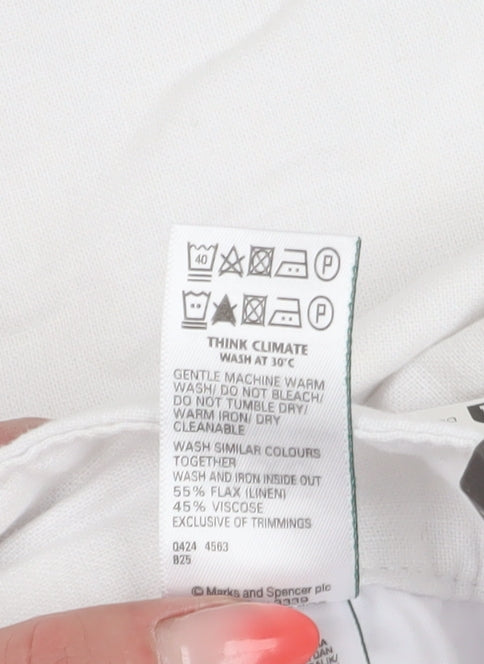 40 P
P
THINK CLIMATE
WASH AT 30°C
GENTLE MACHINE WARM
WASH/ DO NOT BLEACH/
DO NOT TUMBLE DRY/
WARM IRON/ DRY
CLEANABLE
WASH SIMILAR COLOURS
TOGETHER
WASH AND IRON INSIDE OUT
55% FLAX (LINEN)
45% VISCOSE
EXCLUSIVE OF TRIMMINGS
0424 4563
825
© Marks and Spencer plc